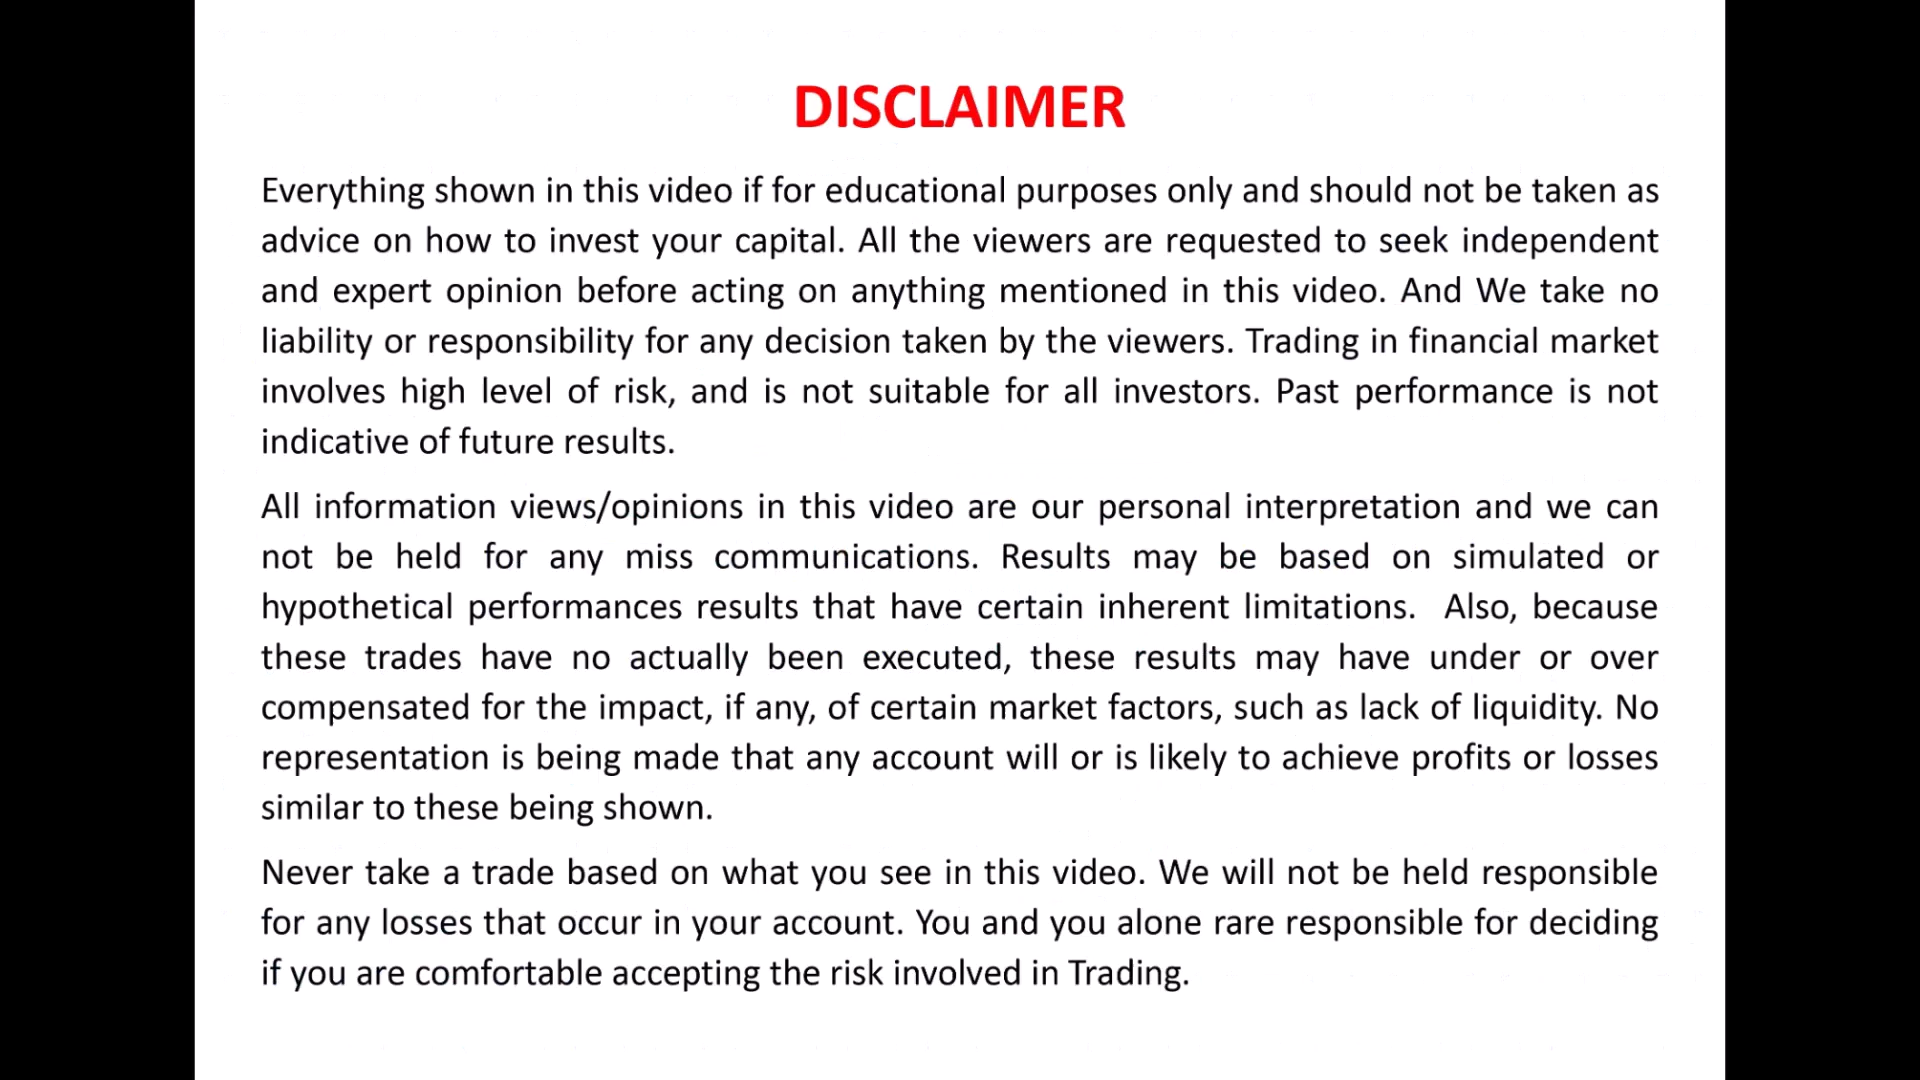 DISCLAIMER
Everything shown in this video if for educational purposes only and should not be taken as
advice on how to invest your capital. All the viewers are requested to seek independent
and expert opinion before acting on anything mentioned in this video. And We take no
liability or responsibility for any decision taken by the viewers. Trading in financial market
involves high level of risk, and is not suitable for all investors. Past performance is not
indicative of future results.
All information views/opinions in this video are our personal interpretation and we can
not be held for any miss communications. Results may be based on simulated or
hypothetical performances results that have certain inherent limitations. Also, because
these trades have no actually been executed, these results may have under or over
compensated for the impact, if any, of certain market factors, such as lack of liquidity. No
representation is being made that any account will or is likely to achieve profits or losses
similar to these being shown.
Never take a trade based on what you see in this video. We will not be held responsible
for any losses that occur in your account. You and you alone rare responsible for deciding
if you are comfortable accepting the risk involved in Trading.